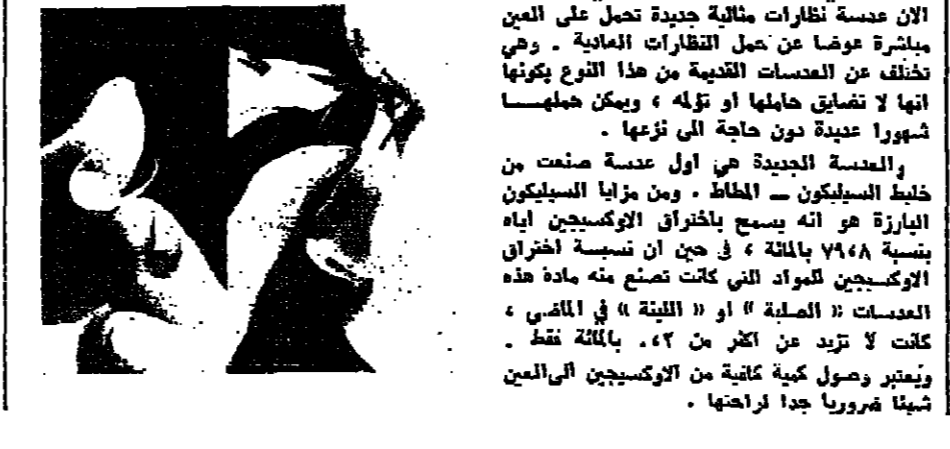 الان عدسة نظارات مثالية جديدة تحمل على العين
مباشرة عوضا عن حمل النظارات العادية . وهي
تختلف عن العدسات القديمة من هذا النوع بكونها
انها لا تضايق حاملها او تؤلمه ، ويمكن حملهـــا
شهورا عديدة دون حاجة الى نزعها .
والعدسة الجديدة هي اول عدسة صنعت من
خليط السيليكون ــ المطاط . ومن مزايا السيليكون
البارزة هو انه يسمح باختراق الاوكسيجين اياه
بنسبة ٧٩،٨ بالمائة ، في حين ان نسبة اختراق
الاوكسيجين للمواد التي كانت تصنع منه مادة هذه
العدسات « الصلبة » او « اللينة » في الماضي ،
كانت لا تزيد عن اكثر من ٢،٠ بالمائة فقط .
ويعتبر وصول كمية كافية من الاوكسيجين الى العين
شيئا ضروريا جدا لراحتها .